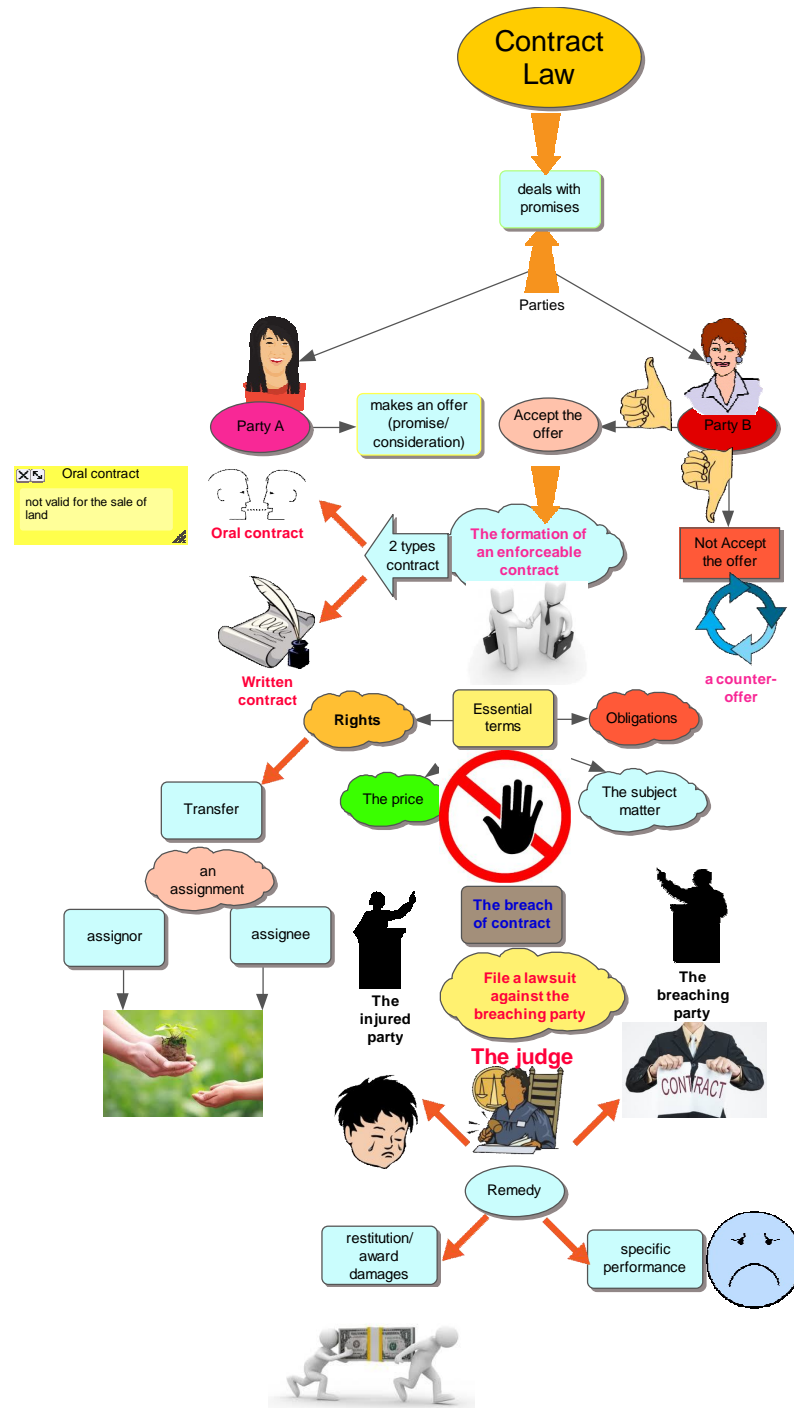 Contract
Law
deals with
promises
Parties
Party A
makes an offer
(promise/
consideration)
Accept the
offer
Party B
Oral contract
not valid for the sale of
land
Oral contract
2 types
contract
The formation of
an enforceable
contract
Not Accept
the offer
Written
contract
a counter-
offer
Rights
Essential
terms
Obligations
Transfer
The price
The subject
matter
an
assignment
assignor
assignee
The breach
of contract
The
injured
party
File a lawsuit
against the
breaching party
The
breaching
party
The judge
CONTRACT
Remedy
restitution/
award
damages
specific
performance